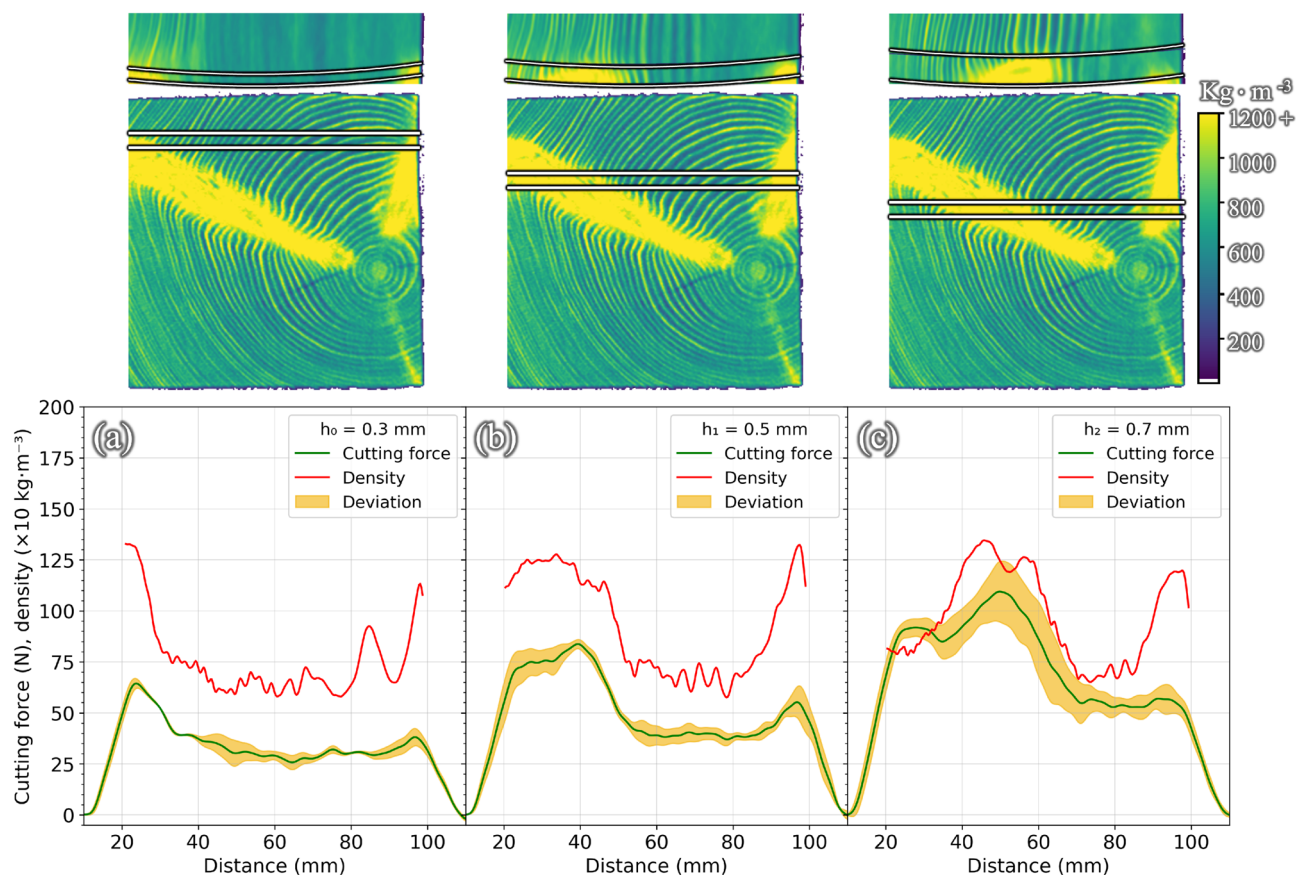 Kg · m⁻³
1200 +
1000
800
600
400
200
Cutting force (N), density (×10 kg·m⁻³)
200
175
150
125
100
75
50
25
0
(a)
h₀ = 0.3 mm
Cutting force
Density
Deviation
20 40 60 80 100
Distance (mm)
(b)
h₁ = 0.5 mm
Cutting force
Density
Deviation
20 40 60 80 100
Distance (mm)
(c)
h₂ = 0.7 mm
Cutting force
Density
Deviation
20 40 60 80 100
Distance (mm)